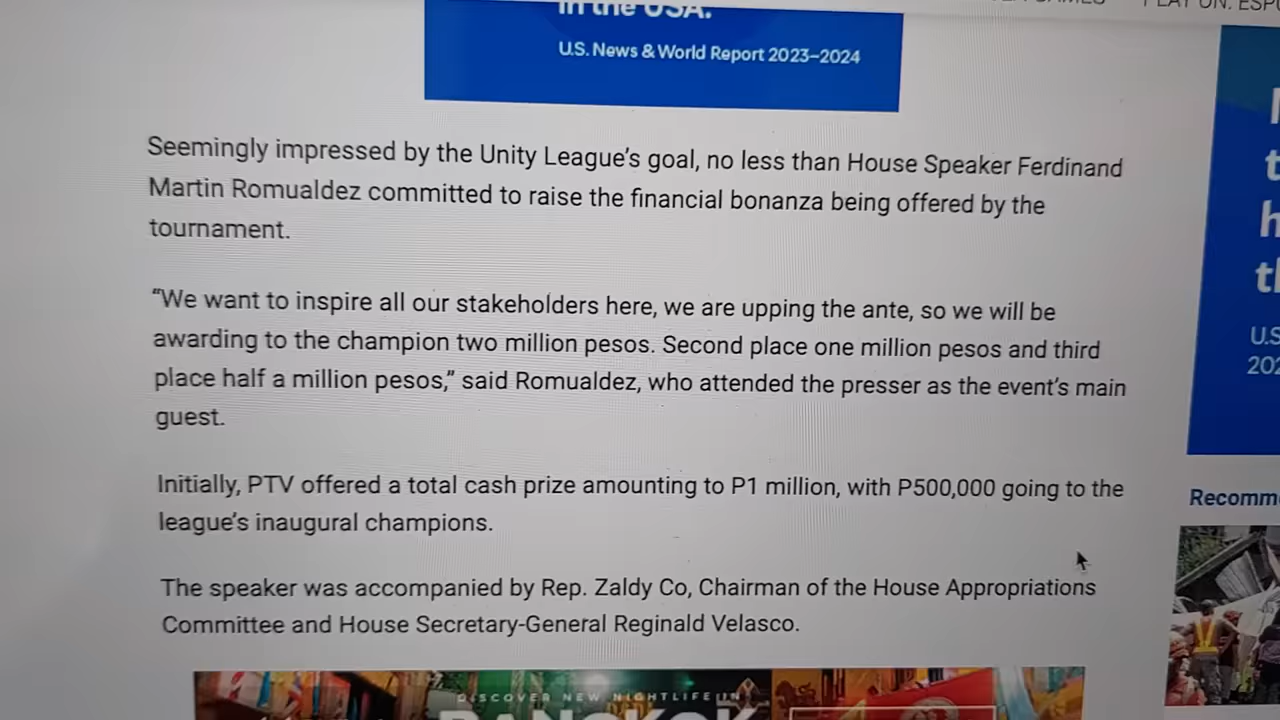 in the USA.
U.S. News & World Report 2023–2024
Seemingly impressed by the Unity League’s goal, no less than House Speaker Ferdinand
Martin Romualdez committed to raise the financial bonanza being offered by the
tournament.
“We want to inspire all our stakeholders here, we are upping the ante, so we will be
awarding to the champion two million pesos. Second place one million pesos and third
place half a million pesos,” said Romualdez, who attended the presser as the event’s main
guest.
Initially, PTV offered a total cash prize amounting to P1 million, with P500,000 going to the
league’s inaugural champions.
The speaker was accompanied by Rep. Zaldy Co, Chairman of the House Appropriations
Committee and House Secretary-General Reginald Velasco.
DISCOVER NEW NIGHTLIFE IN
BANGKOK
PLAY ON: ESPO
U.S
202
Recomm